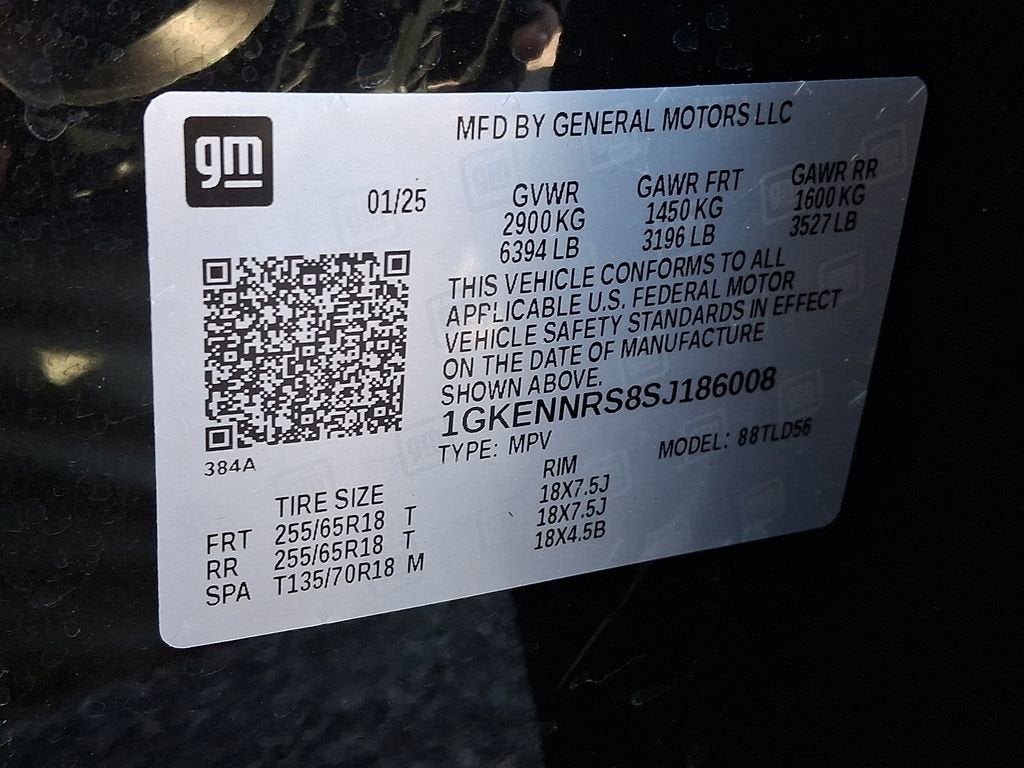 gm
MFD BY GENERAL MOTORS LLC
01/25 GVWR GAWR FRT GAWR RR
2900 KG 1450 KG 1600 KG
6394 LB 3196 LB 3527 LB
THIS VEHICLE CONFORMS TO ALL
APPLICABLE U.S. FEDERAL MOTOR
VEHICLE SAFETY STANDARDS IN EFFECT
ON THE DATE OF MANUFACTURE
SHOWN ABOVE.
1GKENNRS8SJ186008
TYPE: MPV MODEL: 88TLD56
384A
TIRE SIZE RIM
FRT 255/65R18 T 18X7.5J
RR 255/65R18 T 18X7.5J
SPA T135/70R18 M 18X4.5B